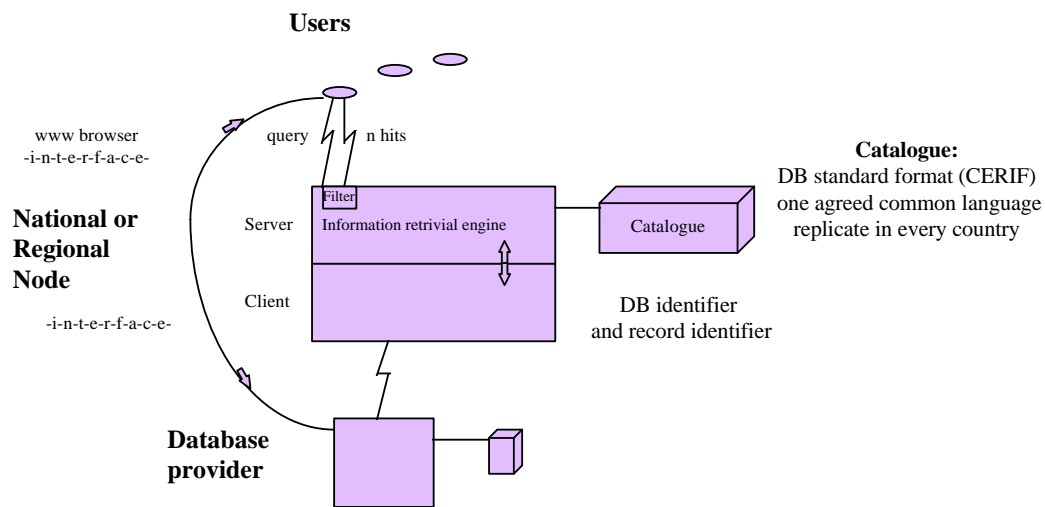 Users
www browser
-i-n-t-e-r-f-a-c-e-
query
n hits
Catalogue:
DB standard format (CERIF)
one agreed common language
replicate in every country
Filter
Server
Information retrivial engine
Catalogue
National or
Regional
Node
Client
DB identifier
and record identifier
-i-n-t-e-r-f-a-c-e-
Database
provider